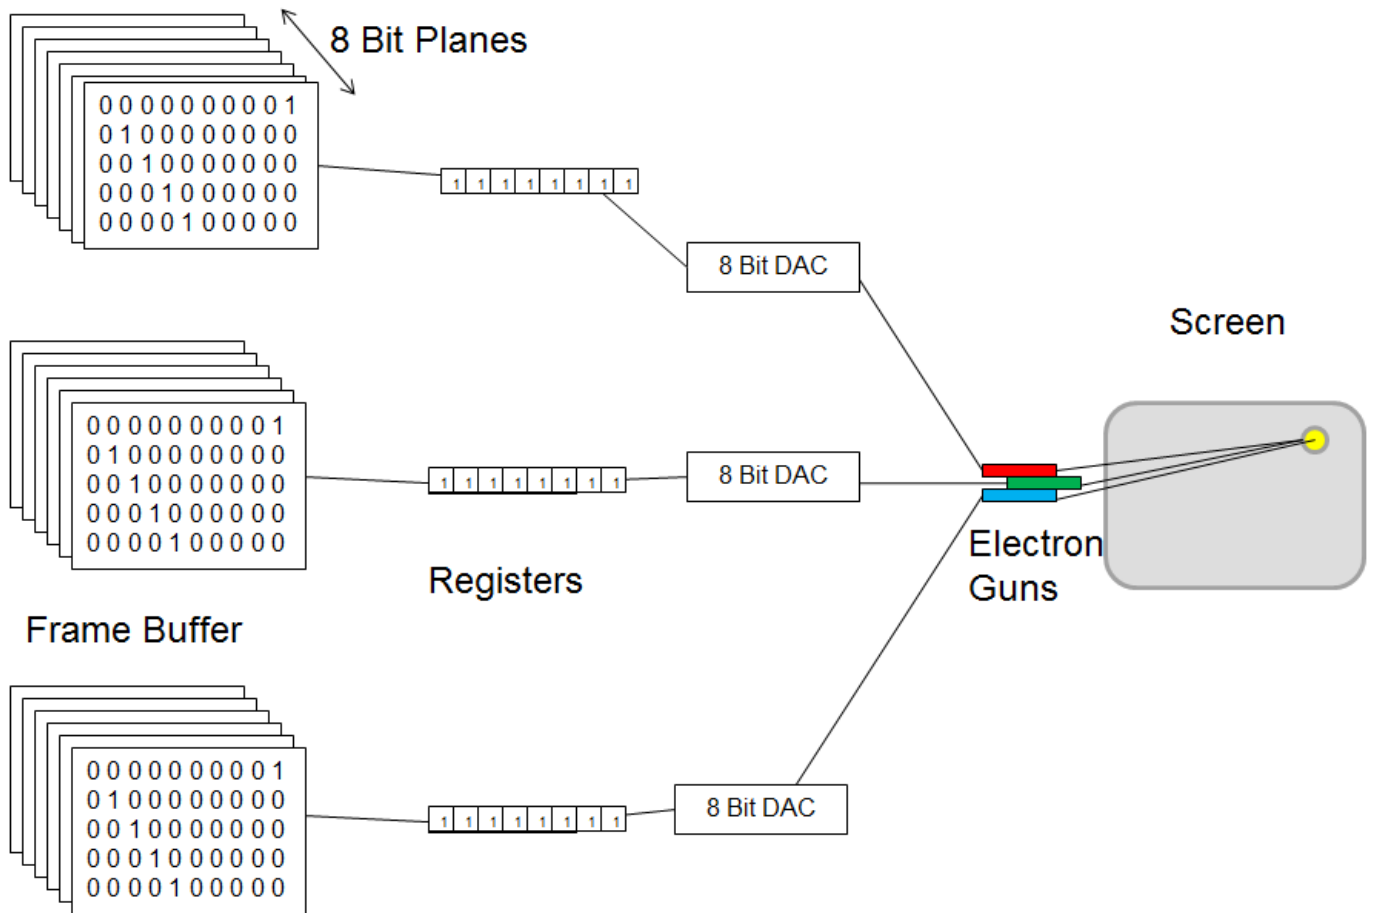 8 Bit Planes
0 0 0 0 0 0 0 0 0 1
0 1 0 0 0 0 0 0 0 0
0 0 1 0 0 0 0 0 0 0
0 0 0 1 0 0 0 0 0 0
0 0 0 0 1 0 0 0 0 0
1 1 1 1 1 1 1 1
8 Bit DAC
Screen
0 0 0 0 0 0 0 0 0 1
0 1 0 0 0 0 0 0 0 0
0 0 1 0 0 0 0 0 0 0
0 0 0 1 0 0 0 0 0 0
0 0 0 0 1 0 0 0 0 0
1 1 1 1 1 1 1 1
8 Bit DAC
Electron
Guns
Registers
Frame Buffer
0 0 0 0 0 0 0 0 0 1
0 1 0 0 0 0 0 0 0 0
0 0 1 0 0 0 0 0 0 0
0 0 0 1 0 0 0 0 0 0
0 0 0 0 1 0 0 0 0 0
1 1 1 1 1 1 1 1
8 Bit DAC